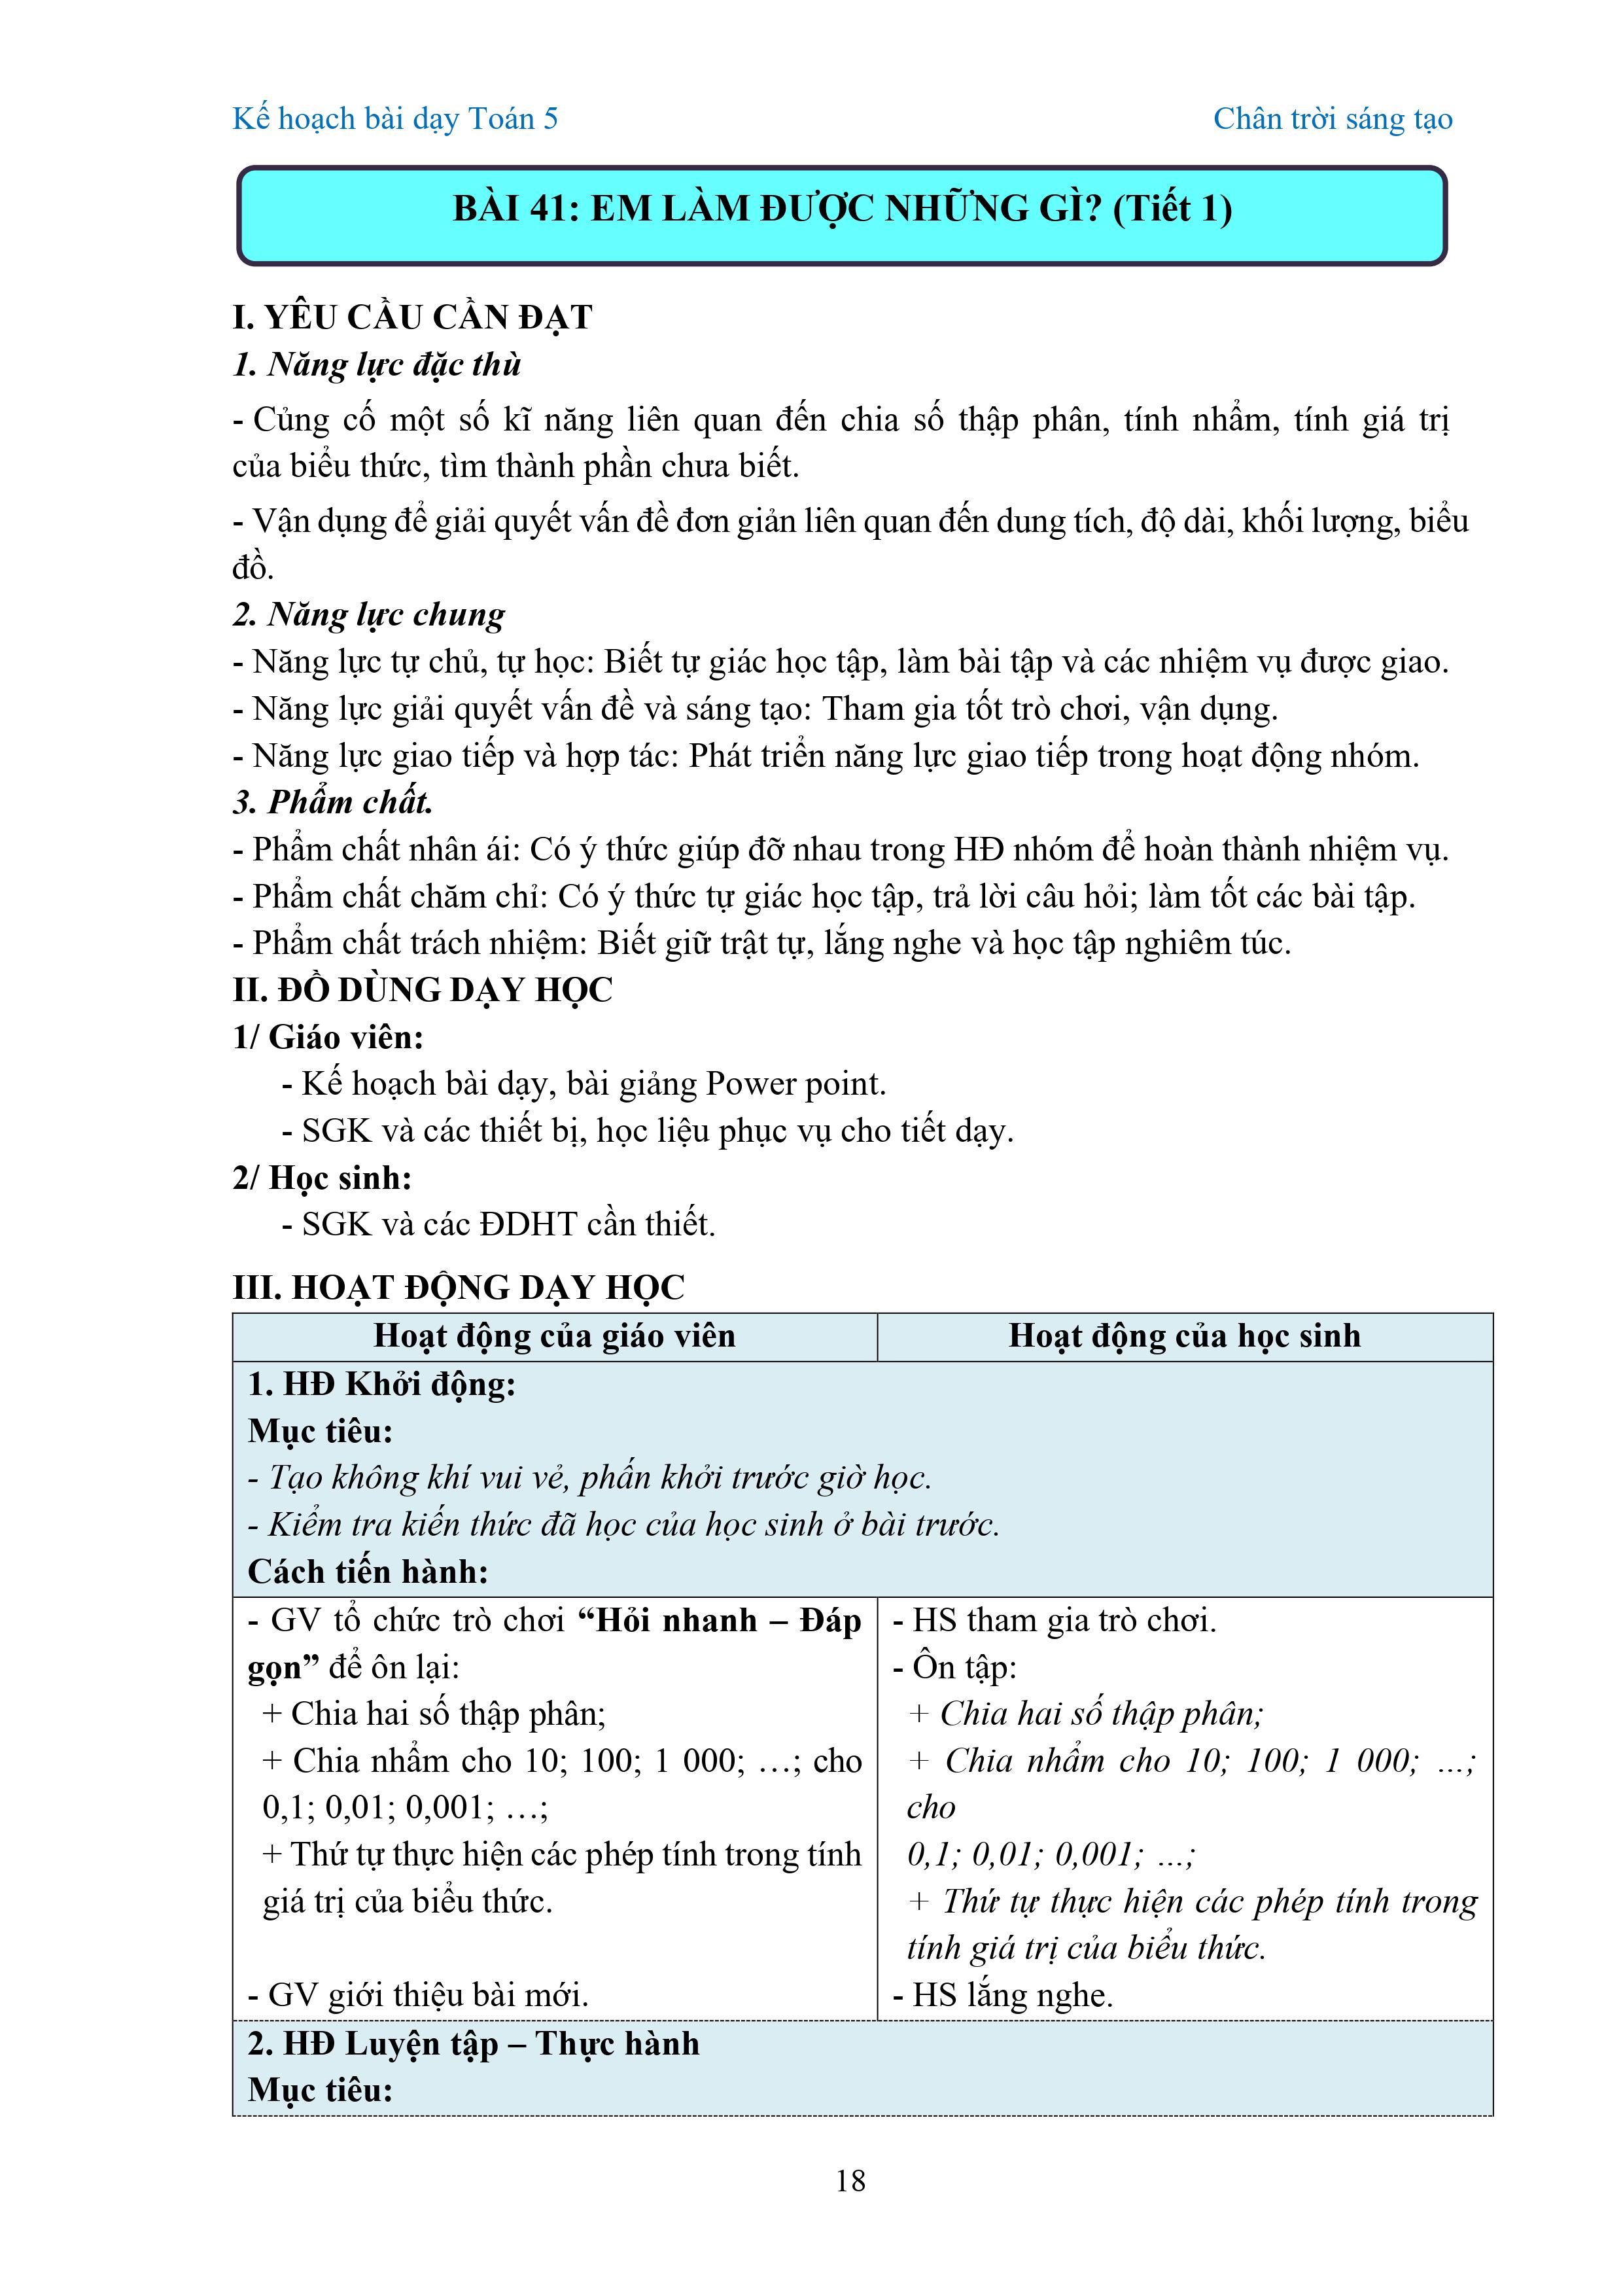 Kế hoạch bài dạy Toán 5 Chân trời sáng tạo
BÀI 41: EM LÀM ĐƯỢC NHỮNG GÌ? (Tiết 1)
I. YÊU CẦU CẦN ĐẠT
1. Năng lực đặc thù
- Củng cố một số kĩ năng liên quan đến chia số thập phân, tính nhẩm, tính giá trị
của biểu thức, tìm thành phần chưa biết.
- Vận dụng để giải quyết vấn đề đơn giản liên quan đến dung tích, độ dài, khối lượng, biểu
đồ.
2. Năng lực chung
- Năng lực tự chủ, tự học: Biết tự giác học tập, làm bài tập và các nhiệm vụ được giao.
- Năng lực giải quyết vấn đề và sáng tạo: Tham gia tốt trò chơi, vận dụng.
- Năng lực giao tiếp và hợp tác: Phát triển năng lực giao tiếp trong hoạt động nhóm.
3. Phẩm chất.
- Phẩm chất nhân ái: Có ý thức giúp đỡ nhau trong HĐ nhóm để hoàn thành nhiệm vụ.
- Phẩm chất chăm chỉ: Có ý thức tự giác học tập, trả lời câu hỏi; làm tốt các bài tập.
- Phẩm chất trách nhiệm: Biết giữ trật tự, lắng nghe và học tập nghiêm túc.
II. ĐỒ DÙNG DẠY HỌC
1/ Giáo viên:
- Kế hoạch bài dạy, bài giảng Power point.
- SGK và các thiết bị, học liệu phục vụ cho tiết dạy.
2/ Học sinh:
- SGK và các ĐDHT cần thiết.
III. HOẠT ĐỘNG DẠY HỌC
Hoạt động của giáo viên
Hoạt động của học sinh
1. HĐ Khởi động:
Mục tiêu:
- Tạo không khí vui vẻ, phấn khởi trước giờ học.
- Kiểm tra kiến thức đã học của học sinh ở bài trước.
Cách tiến hành:
- GV tổ chức trò chơi “Hỏi nhanh – Đáp
gọn” để ôn lại:
+ Chia hai số thập phân;
+ Chia nhẩm cho 10; 100; 1 000; …; cho
0,1; 0,01; 0,001; …;
+ Thứ tự thực hiện các phép tính trong tính
giá trị của biểu thức.
- GV giới thiệu bài mới.
- HS tham gia trò chơi.
- Ôn tập:
+ Chia hai số thập phân;
+ Chia nhẩm cho 10; 100; 1 000; …;
cho
0,1; 0,01; 0,001; …;
+ Thứ tự thực hiện các phép tính trong
tính giá trị của biểu thức.
- HS lắng nghe.
2. HĐ Luyện tập – Thực hành
Mục tiêu:
18